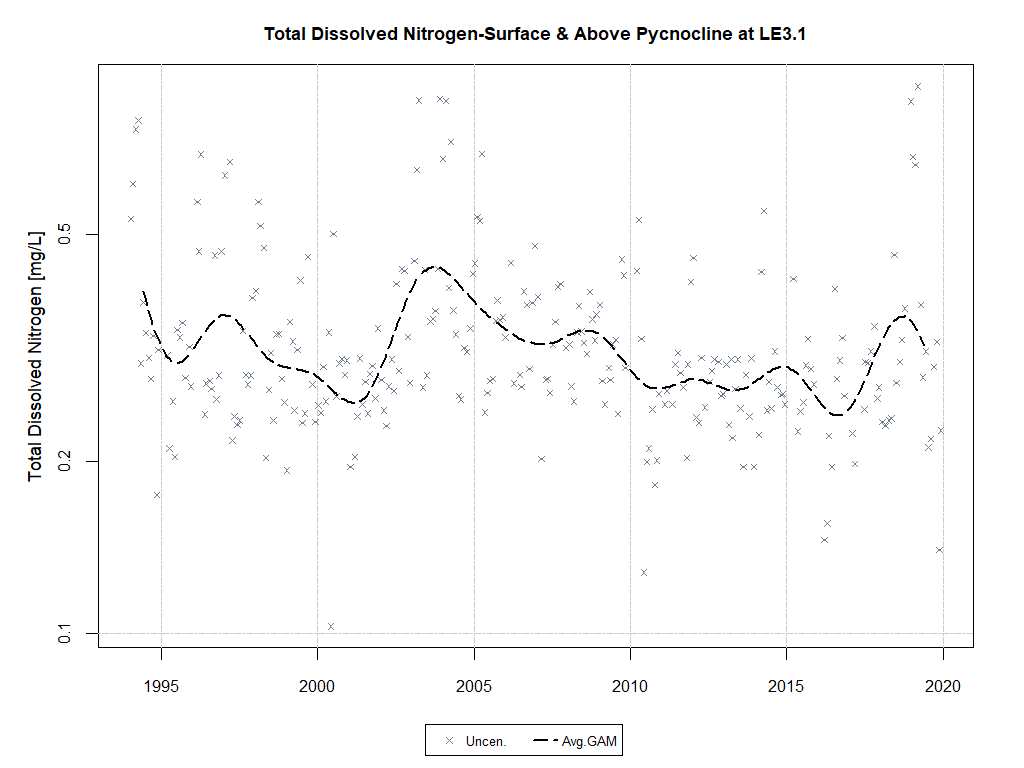 Total Dissolved Nitrogen-Surface & Above Pycnocline at LE3.1
Total Dissolved Nitrogen [mg/L]
0.5
0.2
0.1
1995 2000 2005 2010 2015 2020
Uncen. Avg.GAM